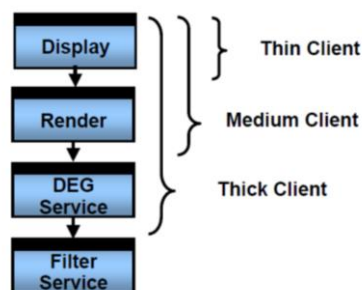 Display
Thin Client
Render
Medium Client
DEG
Service
Thick Client
Filter
Service